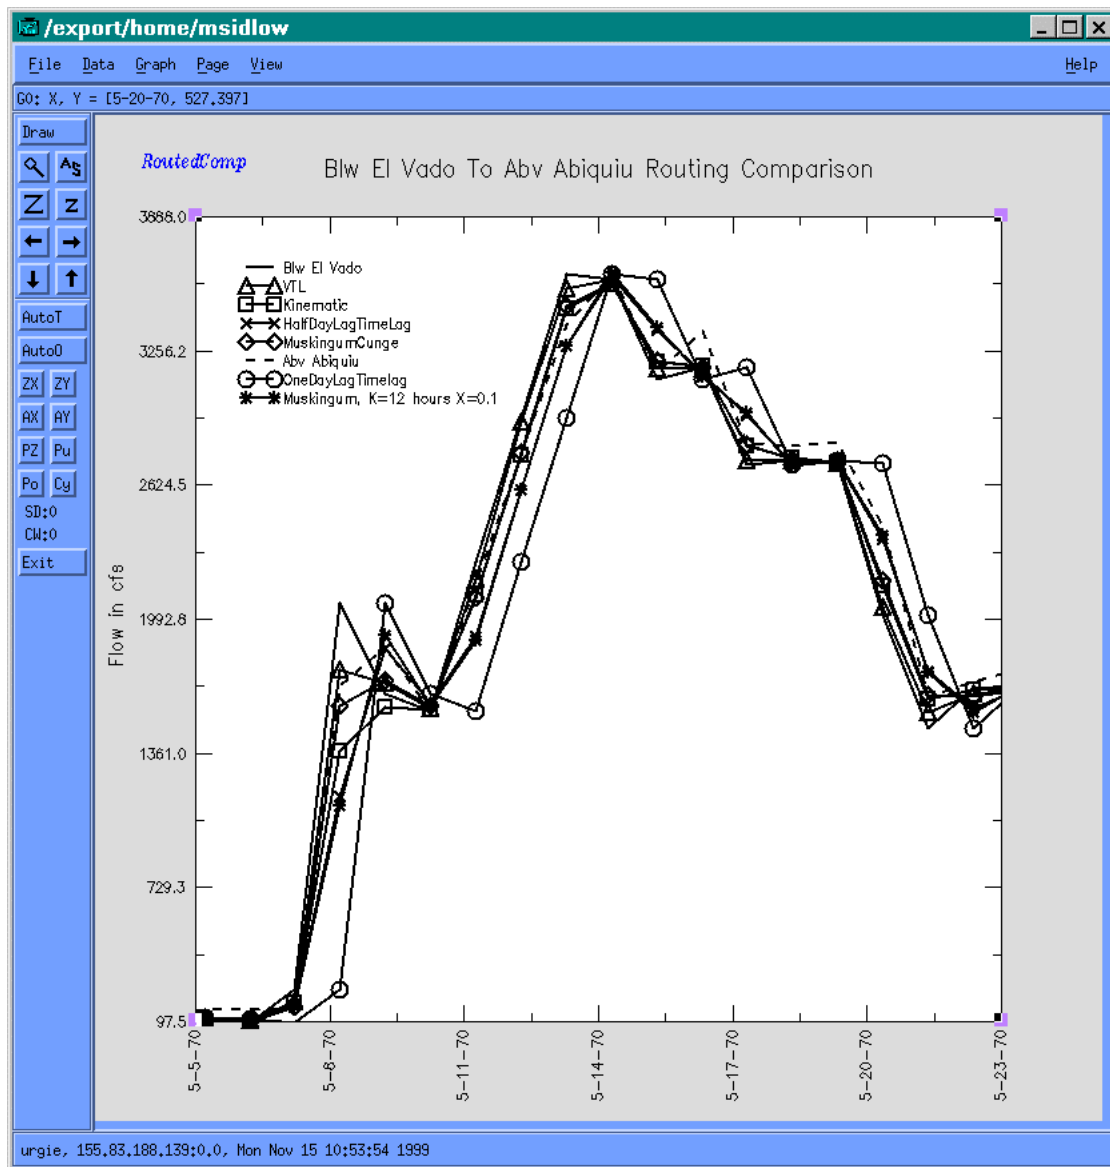 /export/home/msidlow
File Data Graph Page View Help
G0: X, Y = [5-20-70, 527.397]
Draw
A S
Z z
AutoT
AutoO
ZX ZY
AX AY
PZ Pu
Po Cy
SD:0
CW:0
Exit
RoutedComp
Blw El Vado To Abv Abiquiu Routing Comparison
Blw El Vado
VTL
Kinematic
HalfDayLagTimeLag
MuskingumCunge
Abv Abiquiu
OneDayLagTimelag
Muskingum, K=12 hours X=0.1
Flow in cfs
3888.0
3256.2
2624.5
1992.8
1361.0
729.3
97.5
5-5-70
5-8-70
5-11-70
5-14-70
5-17-70
5-20-70
5-23-70
urgie, 155.83.188.139:0.0, Mon Nov 15 10:53:54 1999